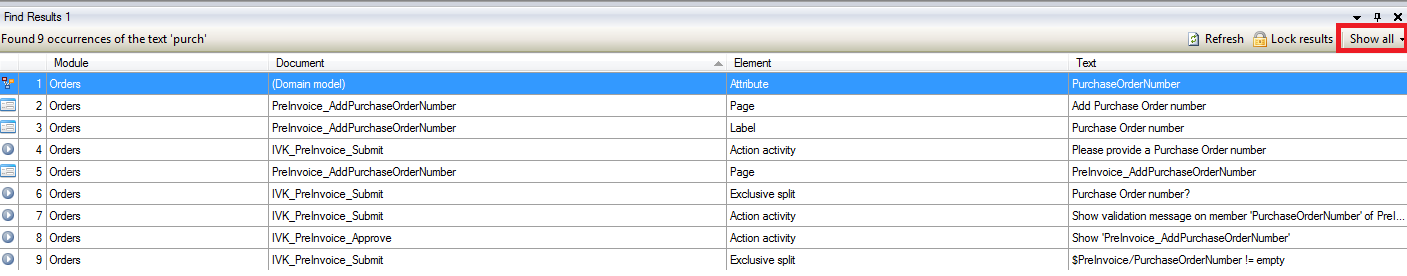 Find Results 1
Found 9 occurrences of the text 'purch' Refresh Lock results Show all
Module Document Element Text
1 Orders (Domain model) Attribute PurchaseOrderNumber
2 Orders PreInvoice_AddPurchaseOrderNumber Page Add Purchase Order number
3 Orders PreInvoice_AddPurchaseOrderNumber Label Purchase Order number
4 Orders IVK_PreInvoice_Submit Action activity Please provide a Purchase Order number
5 Orders PreInvoice_AddPurchaseOrderNumber Page PreInvoice_AddPurchaseOrderNumber
6 Orders IVK_PreInvoice_Submit Exclusive split Purchase Order number?
7 Orders IVK_PreInvoice_Submit Action activity Show validation message on member 'PurchaseOrderNumber' of PreI...
8 Orders IVK_PreInvoice_Approve Action activity Show 'PreInvoice_AddPurchaseOrderNumber'
9 Orders IVK_PreInvoice_Submit Exclusive split $PreInvoice/PurchaseOrderNumber != empty